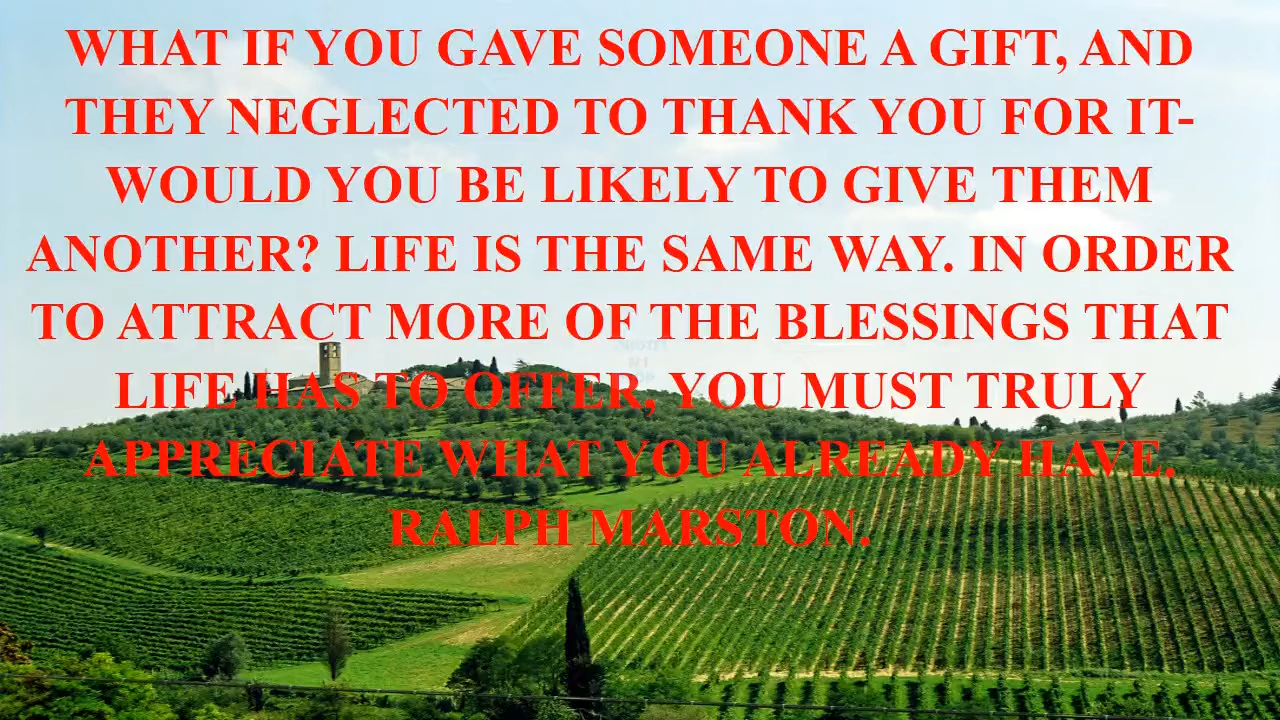 WHAT IF YOU GAVE SOMEONE A GIFT, AND
THEY NEGLECTED TO THANK YOU FOR IT-
WOULD YOU BE LIKELY TO GIVE THEM
ANOTHER? LIFE IS THE SAME WAY. IN ORDER
TO ATTRACT MORE OF THE BLESSINGS THAT
LIFE HAS TO OFFER, YOU MUST TRULY
APPRECIATE WHAT YOU ALREADY HAVE.
RALPH MARSTON.